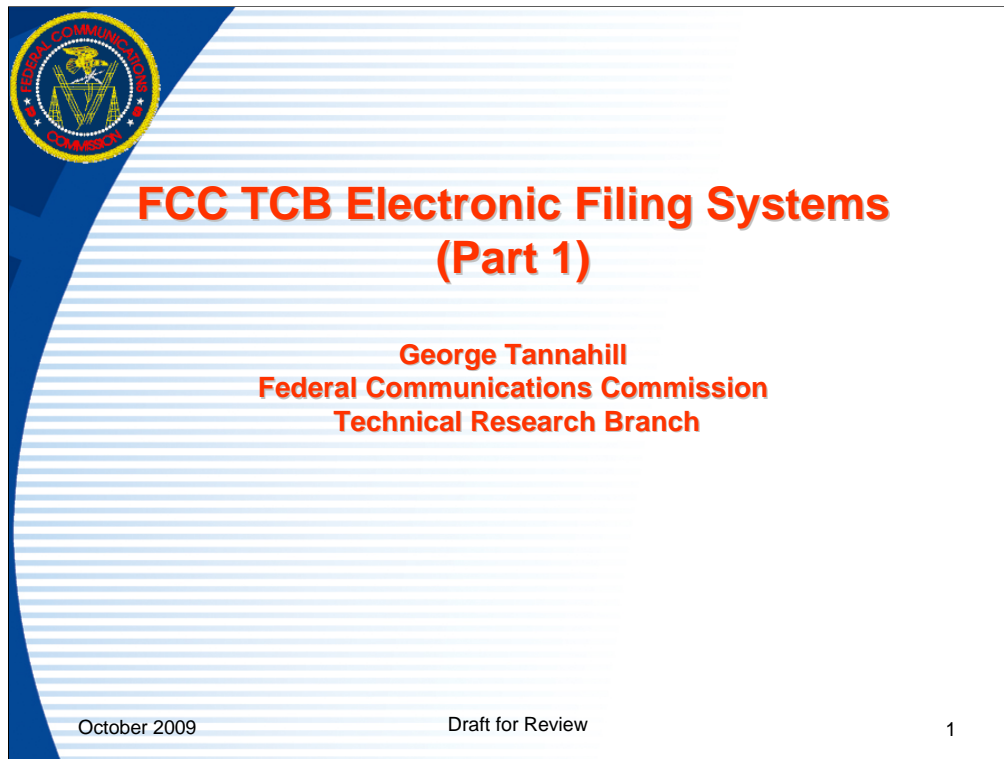 FEDERAL COMMUNICATIONS
COMMISSION
FCC TCB Electronic Filing Systems
(Part 1)
George Tannahill
Federal Communications Commission
Technical Research Branch
October 2009
Draft for Review
1